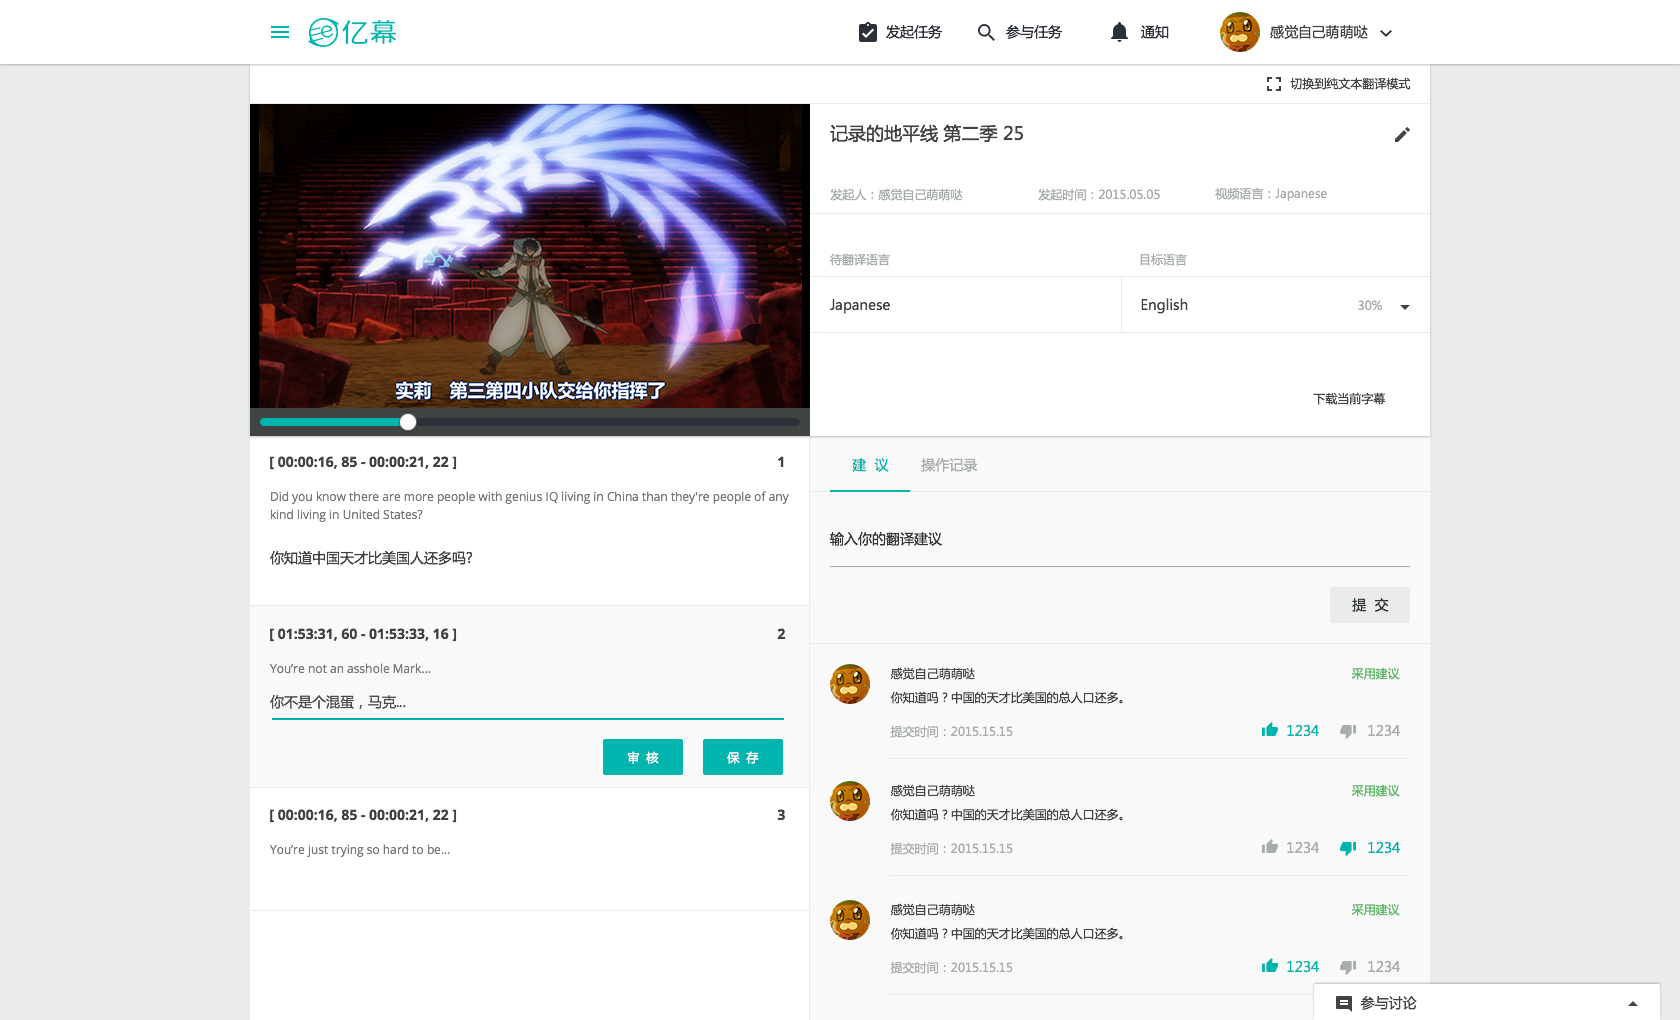 亿幕
发起任务
参与任务
通知
感觉自己萌萌哒
切换到纯文本翻译模式
实莉 第三第四小队交给你指挥了
记录的地平线 第二季 25
发起人：感觉自己萌萌哒
发起时间：2015.05.05
视频语言：Japanese
待翻译语言
目标语言
Japanese
English
30%
下载当前字幕
[ 00:00:16, 85 - 00:00:21, 22 ]
1
Did you know there are more people with genius IQ living in China than they're people of any
kind living in United States?
你知道中国天才比美国人还多吗?
[ 01:53:31, 60 - 01:53:33, 16 ]
2
You’re not an asshole Mark...
你不是个混蛋，马克...
审 核
保 存
[ 00:00:16, 85 - 00:00:21, 22 ]
3
You’re just trying so hard to be...
建 议
操作记录
输入你的翻译建议
提 交
感觉自己萌萌哒
采用建议
你知道吗？中国的天才比美国的总人口还多。
提交时间：2015.15.15
1234
1234
感觉自己萌萌哒
采用建议
你知道吗？中国的天才比美国的总人口还多。
提交时间：2015.15.15
1234
1234
感觉自己萌萌哒
采用建议
你知道吗？中国的天才比美国的总人口还多。
提交时间：2015.15.15
1234
1234
参与讨论